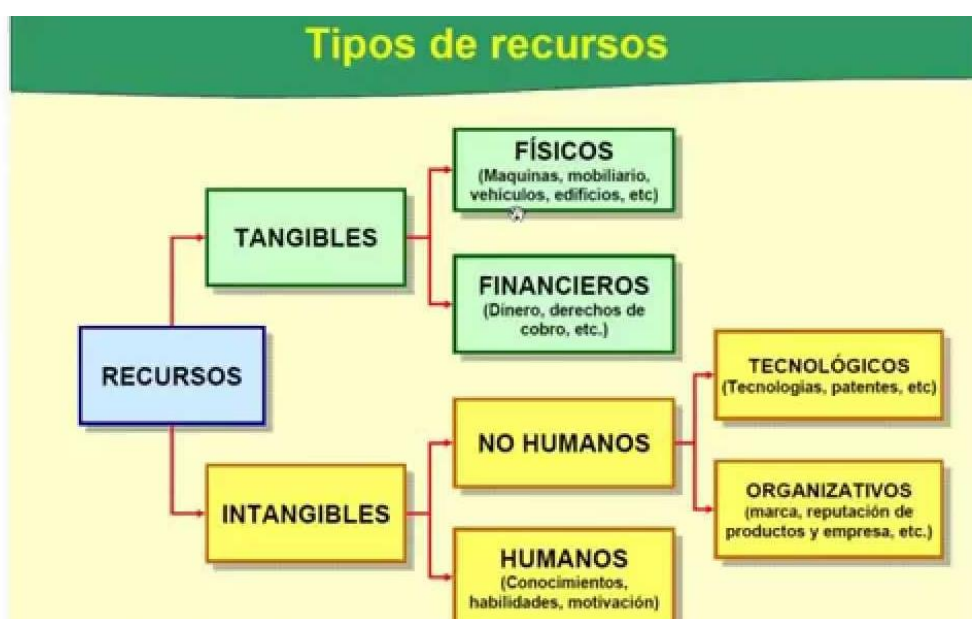 Tipos de recursos
FÍSICOS
(Maquinas, mobiliario,
vehiculos, edificios, etc)
TANGIBLES
FINANCIEROS
(Dinero, derechos de
cobro, etc.)
RECURSOS
TECNOLÓGICOS
(Tecnologias, patentes, etc)
NO HUMANOS
ORGANIZATIVOS
(marca, reputación de
productos y empresa, etc.)
INTANGIBLES
HUMANOS
(Conocimientos,
habilidades, motivación)